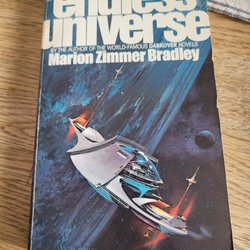 endless
universe
BY THE AUTHOR OF THE WORLD-FAMOUS DARKOVER NOVELS
Marion Zimmer Bradley